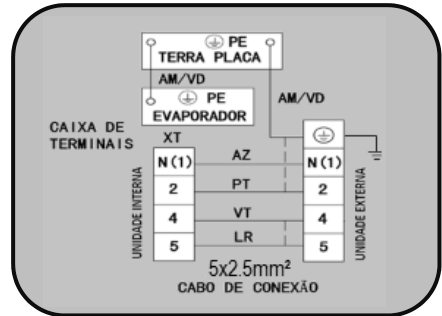 PE
TERRA PLACA
AM/VD
PE
EVAPORADOR
AM/VD
CAIXA DE
TERMINAIS
XT
UNIDADE INTERNA
N(1) AZ N(1)
2 PT 2
4 VT 4
5 LR 5
UNIDADE EXTERNA
5x2.5mm²
CABO DE CONEXÃO